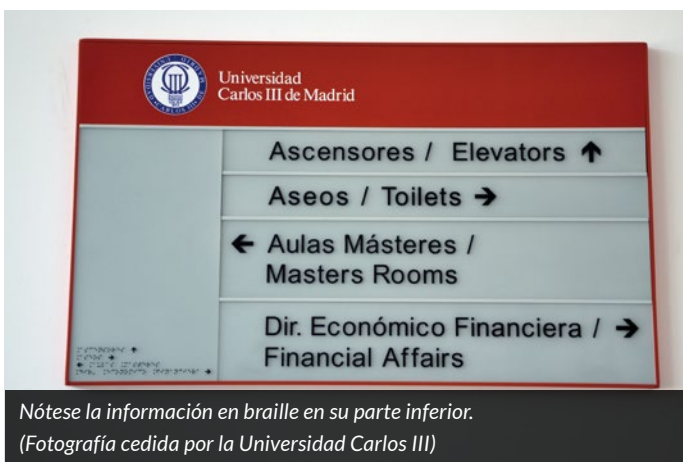 Universidad
Carlos III de Madrid
Ascensores / Elevators ↑
Aseos / Toilets →
← Aulas Másteres /
Masters Rooms
Dir. Económico Financiera / →
Financial Affairs
Nótese la información en braille en su parte inferior.
(Fotografía cedida por la Universidad Carlos III)